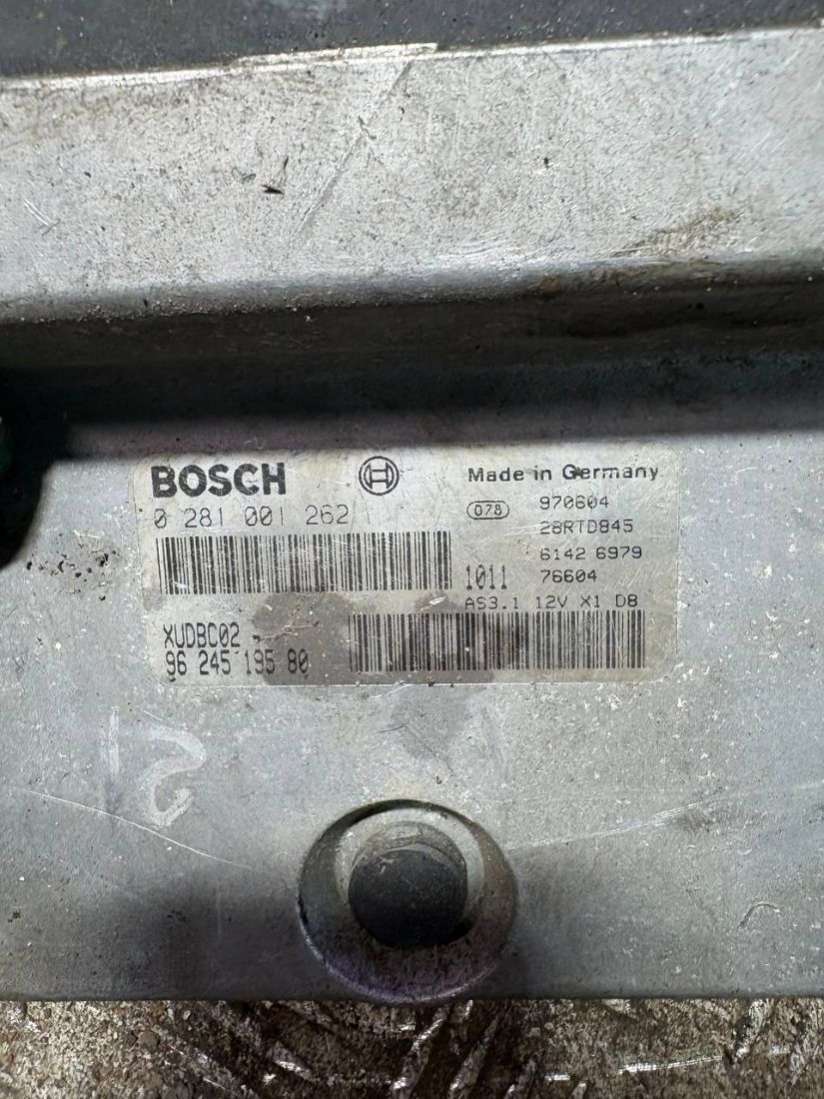 BOSCH
Made in Germany
0 281 001 262
078
970604
28RTD845
6142 6979
1011
76604
AS3.1 12V X1 D8
XUDBC02
96 245 195 80